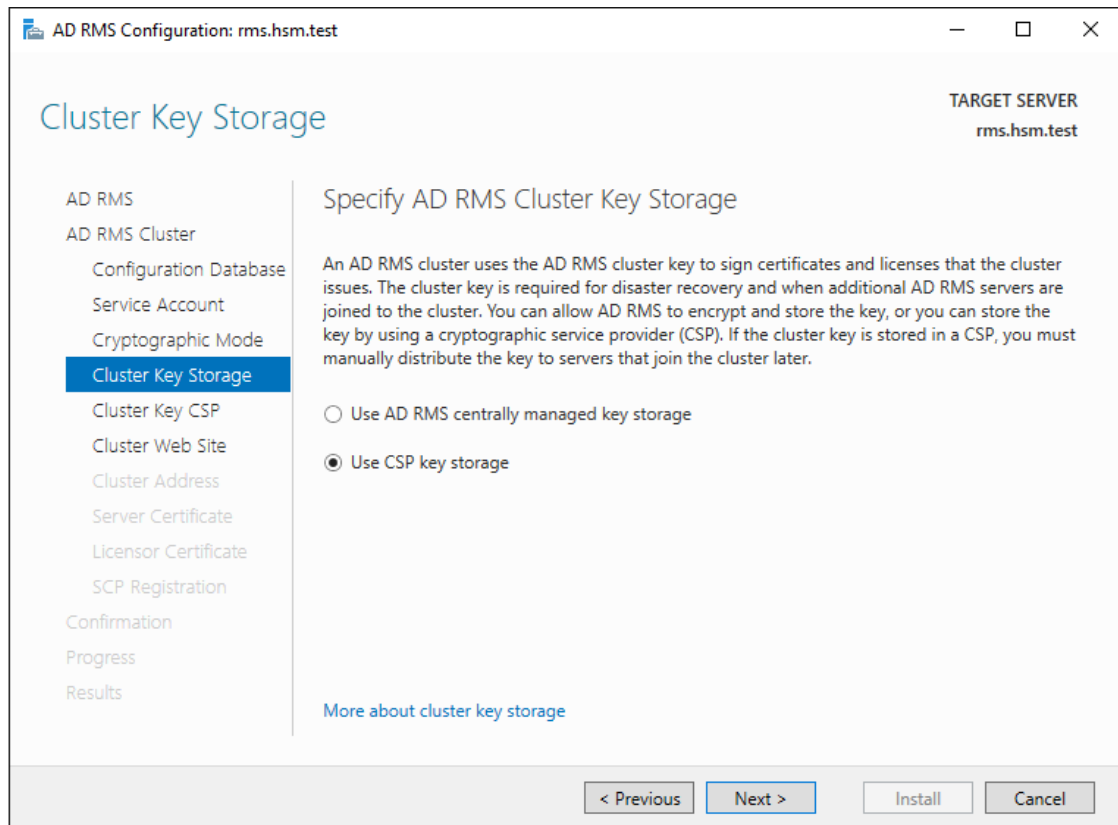 AD RMS Configuration: rms.hsm.test
Cluster Key Storage
TARGET SERVER
rms.hsm.test
AD RMS
AD RMS Cluster
Configuration Database
Service Account
Cryptographic Mode
Cluster Key Storage
Cluster Key CSP
Cluster Web Site
Cluster Address
Server Certificate
Licensor Certificate
SCP Registration
Confirmation
Progress
Results
Specify AD RMS Cluster Key Storage
An AD RMS cluster uses the AD RMS cluster key to sign certificates and licenses that the cluster
issues. The cluster key is required for disaster recovery and when additional AD RMS servers are
joined to the cluster. You can allow AD RMS to encrypt and store the key, or you can store the
key by using a cryptographic service provider (CSP). If the cluster key is stored in a CSP, you must
manually distribute the key to servers that join the cluster later.
Use AD RMS centrally managed key storage
Use CSP key storage
More about cluster key storage
< Previous
Next >
Install
Cancel